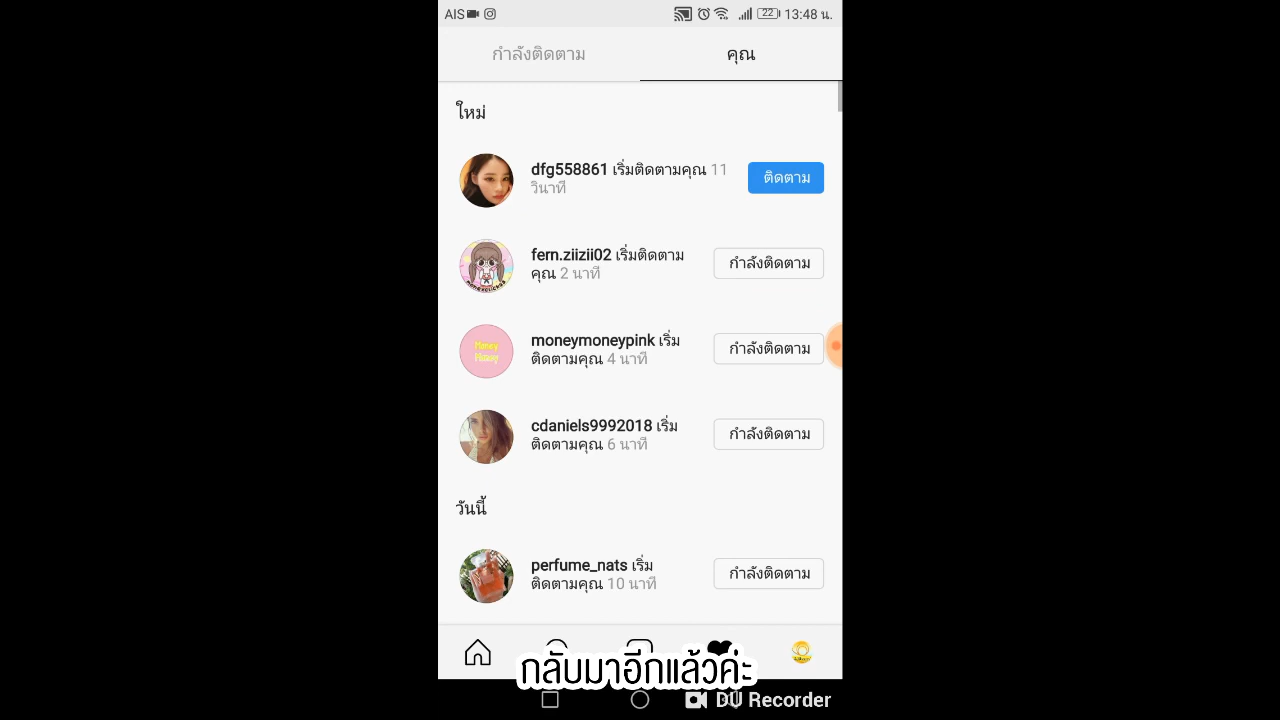 AIS
22 13:48 น.
กำลังติดตาม คุณ
ใหม่
dfg558861 เริ่มติดตามคุณ 11
วินาที
ติดตาม
fern.ziizii02 เริ่มติดตาม
คุณ 2 นาที
กำลังติดตาม
moneymoneypink เริ่ม
ติดตามคุณ 4 นาที
กำลังติดตาม
Money
Money
cdaniels9992018 เริ่ม
ติดตามคุณ 6 นาที
กำลังติดตาม
วันนี้
perfume_nats เริ่ม
ติดตามคุณ 10 นาที
กำลังติดตาม
กลับมาอีกแล้วค่ะ
DU Recorder